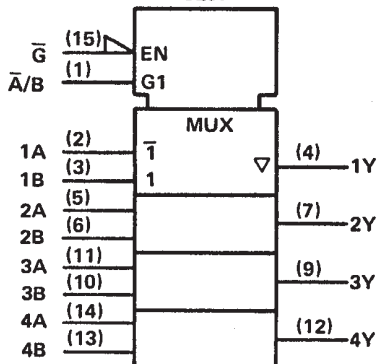 G̅ (15) EN
A̅/B (1) G1
MUX
1A (2) 1̅ (4) 1Y
1B (3) 1
2A (5) (7) 2Y
2B (6)
3A (11) (9) 3Y
3B (10)
4A (14) (12) 4Y
4B (13)